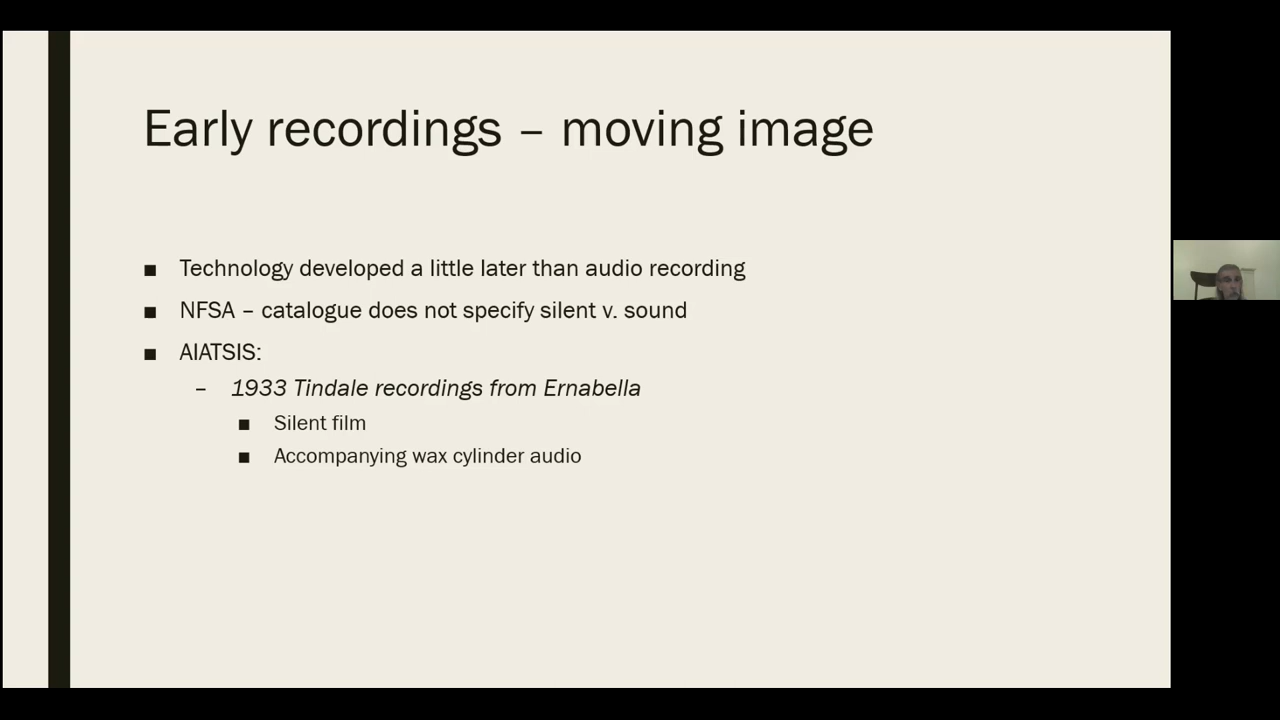 Early recordings – moving image
■ Technology developed a little later than audio recording
■ NFSA – catalogue does not specify silent v. sound
■ AIATSIS:
– 1933 Tindale recordings from Ernabella
■ Silent film
■ Accompanying wax cylinder audio